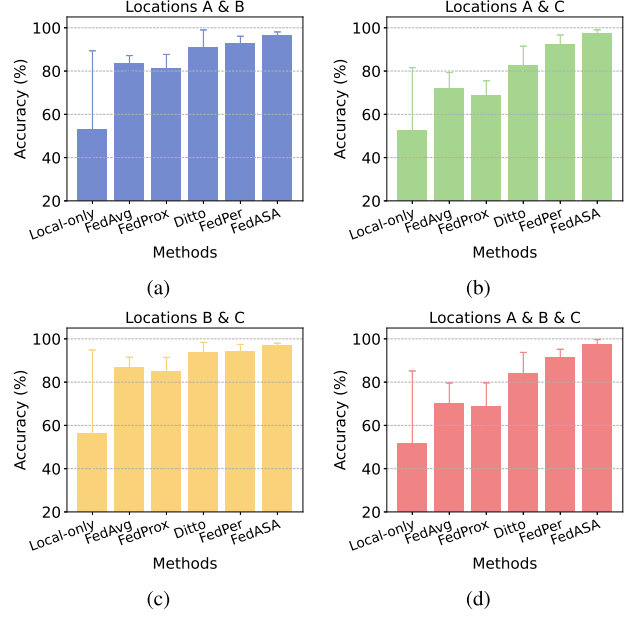 Locations A & B
Accuracy (%)
100
80
60
40
20
Local-only
FedAvg
FedProx
Ditto
FedPer
FedASA
Methods
(a)
Locations A & C
Accuracy (%)
100
80
60
40
20
Local-only
FedAvg
FedProx
Ditto
FedPer
FedASA
Methods
(b)
Locations B & C
Accuracy (%)
100
80
60
40
20
Local-only
FedAvg
FedProx
Ditto
FedPer
FedASA
Methods
(c)
Locations A & B & C
Accuracy (%)
100
80
60
40
20
Local-only
FedAvg
FedProx
Ditto
FedPer
FedASA
Methods
(d)